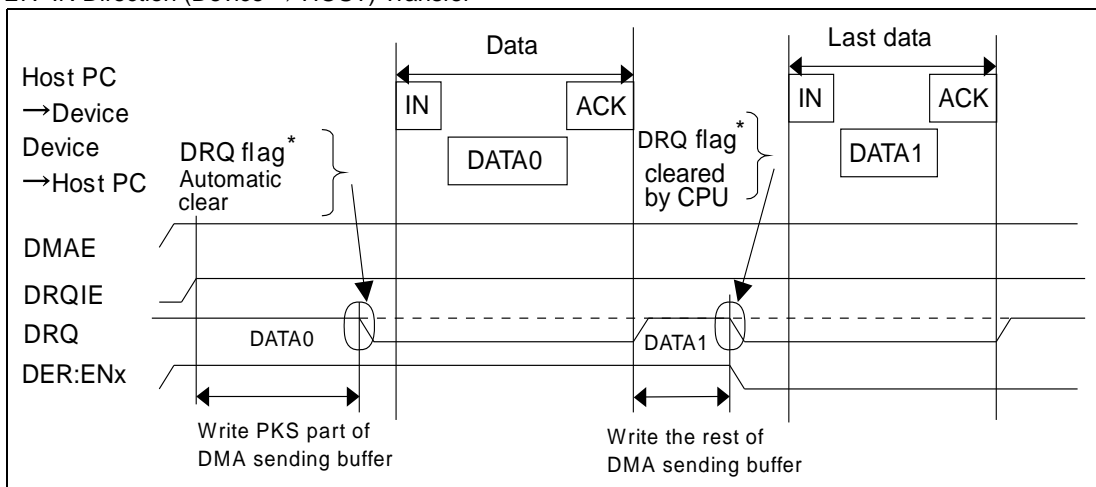 Data
Last data
Host PC
→Device
Device
→Host PC
IN
ACK
DATA0
IN
ACK
DATA1
DRQ flag*
Automatic
clear
DRQ flag*
cleared
by CPU
DMAE
DRQIE
DRQ
DATA0
DATA1
DER:ENx
Write PKS part of
DMA sending buffer
Write the rest of
DMA sending buffer